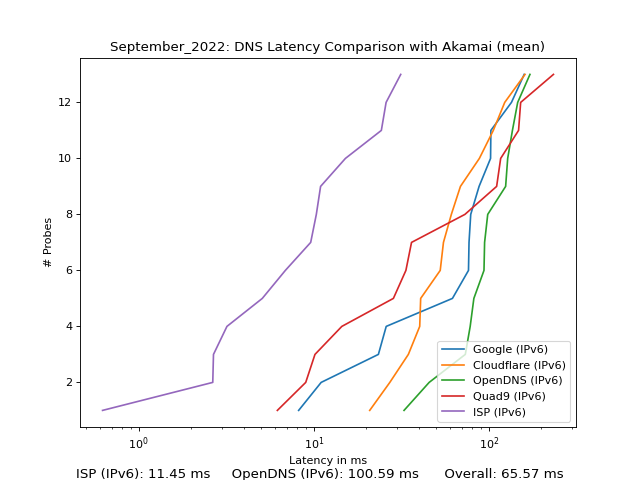 September_2022: DNS Latency Comparison with Akamai (mean)
# Probes
12
10
8
6
4
2
Google (IPv6)
Cloudflare (IPv6)
OpenDNS (IPv6)
Quad9 (IPv6)
ISP (IPv6)
10⁰ 10¹ 10²
Latency in ms
ISP (IPv6): 11.45 ms OpenDNS (IPv6): 100.59 ms Overall: 65.57 ms